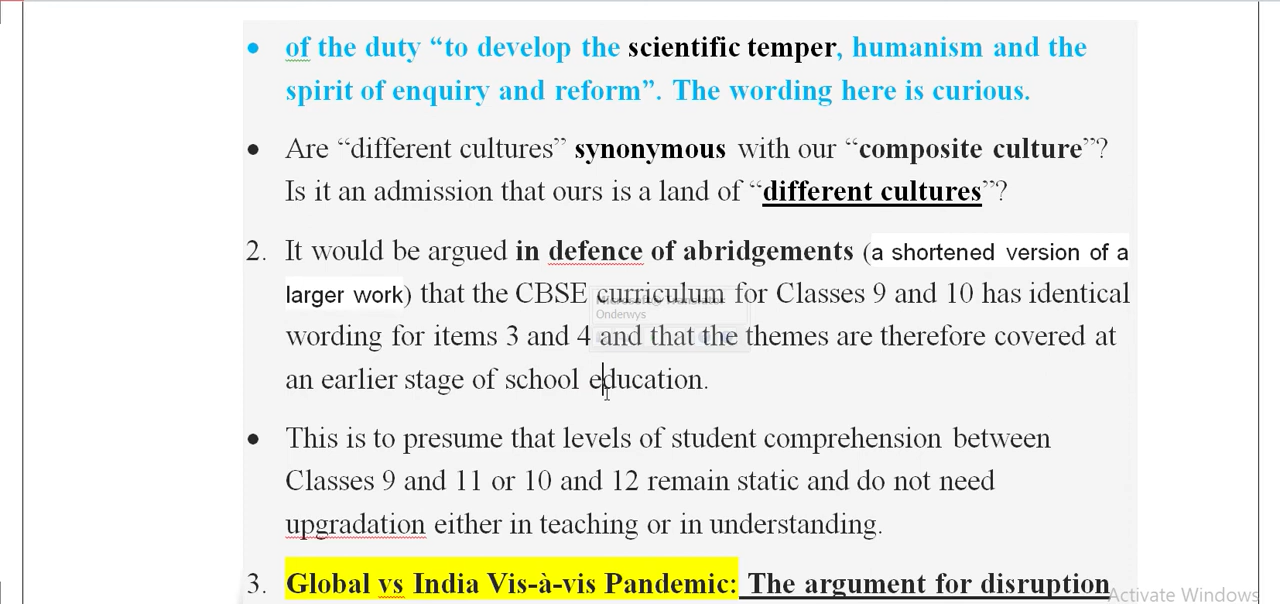 • of the duty “to develop the scientific temper, humanism and the
spirit of enquiry and reform”. The wording here is curious.
• Are “different cultures” synonymous with our “composite culture”?
Is it an admission that ours is a land of “different cultures”?
2. It would be argued in defence of abridgements (a shortened version of a
larger work) that the CBSE curriculum for Classes 9 and 10 has identical
Onderwys
wording for items 3 and 4 and that the themes are therefore covered at
an earlier stage of school education.
• This is to presume that levels of student comprehension between
Classes 9 and 11 or 10 and 12 remain static and do not need
upgradation either in teaching or in understanding.
3. Global vs India Vis-à-vis Pandemic: The argument for disruption
Activate Windows